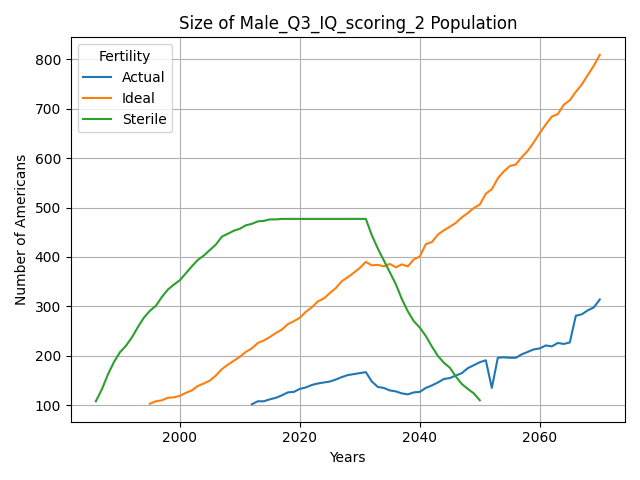 Size of Male_Q3_IQ_scoring_2 Population
Fertility
Actual
Ideal
Sterile
Number of Americans
800
700
600
500
400
300
200
100
2000
2020
2040
2060
Years